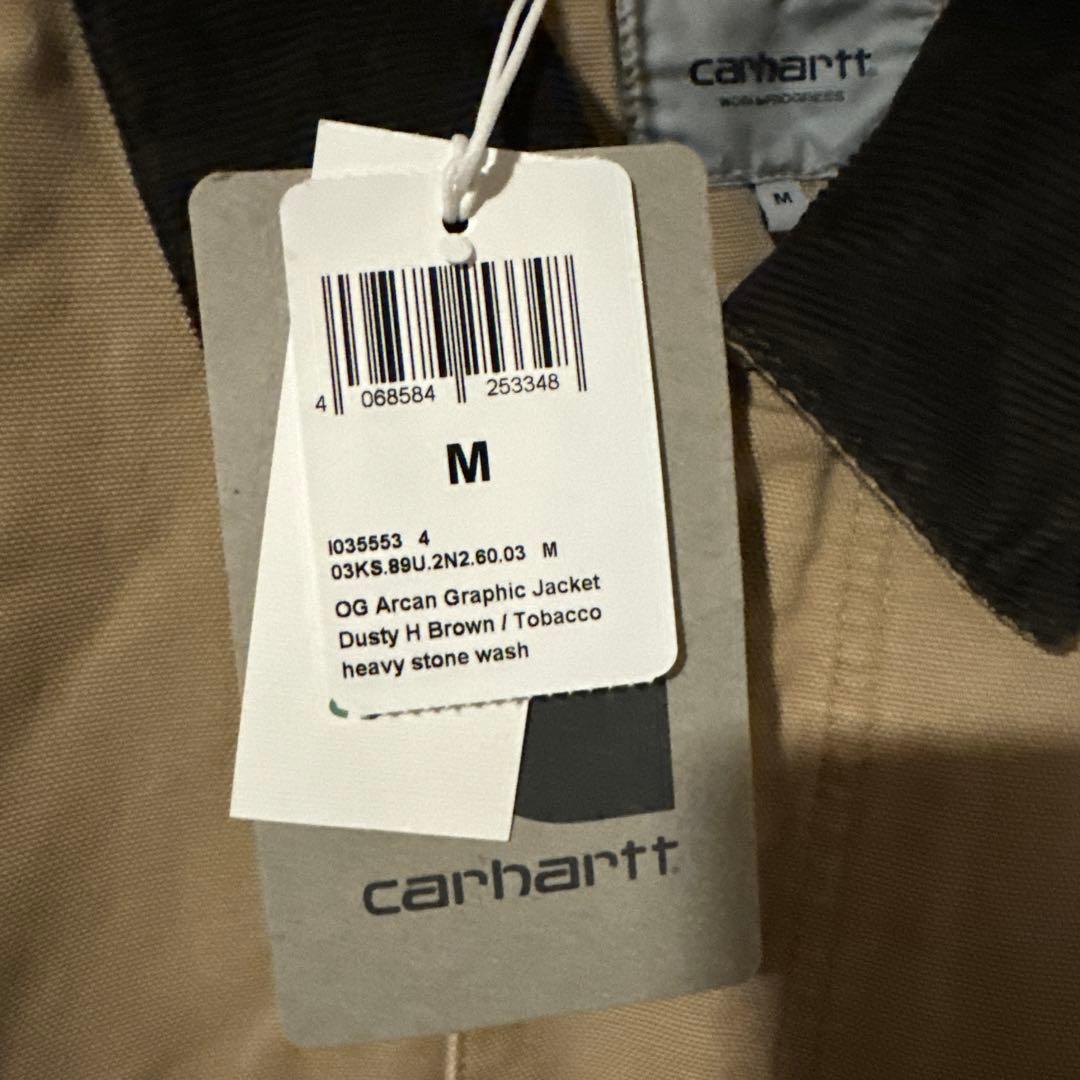 carhartt
WORK IN PROGRESS
M
4 068584 253348
M
I035553 4
03KS.89U.2N2.60.03 M
OG Arcan Graphic Jacket
Dusty H Brown / Tobacco
heavy stone wash
carhartt